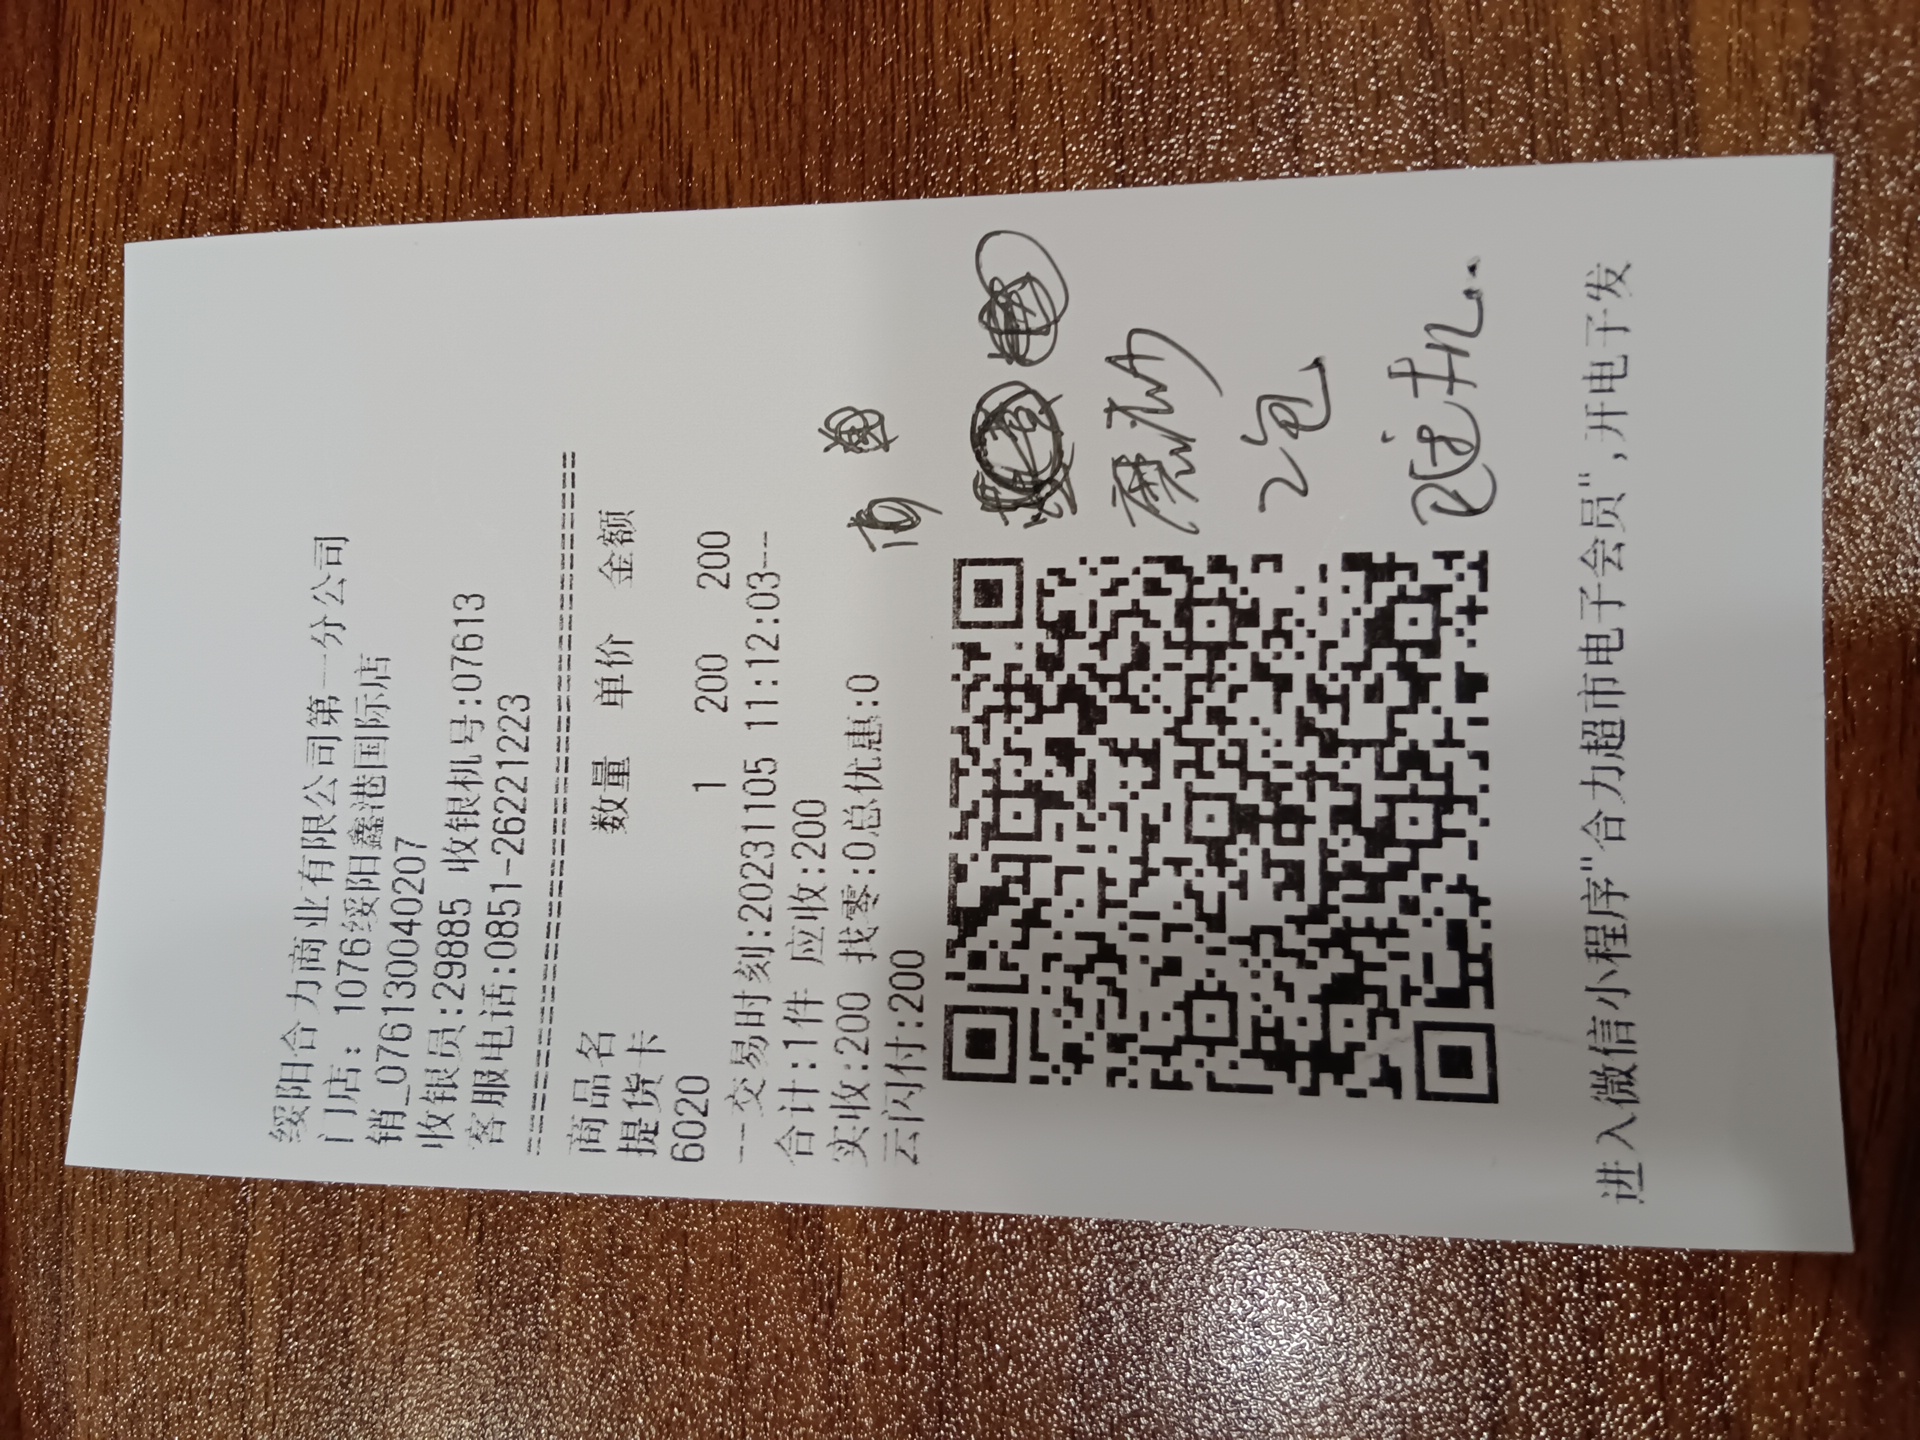 绥阳合力商业有限公司第一分公司
门店: 1076绥阳鑫港国际店
销_0761300040207
收银员:29885 收银机号:07613
客服电话:0851-26221223
==================================
商品名 数量 单价 金额
提货卡
6020 1 200 200
--交易时刻:20231105 11:12:03--
合计:1件 应收:200
实收:200 找零:0总优惠:0
云闪付:200
2包
随机..
进入微信小程序"合力超市电子会员",开电子发